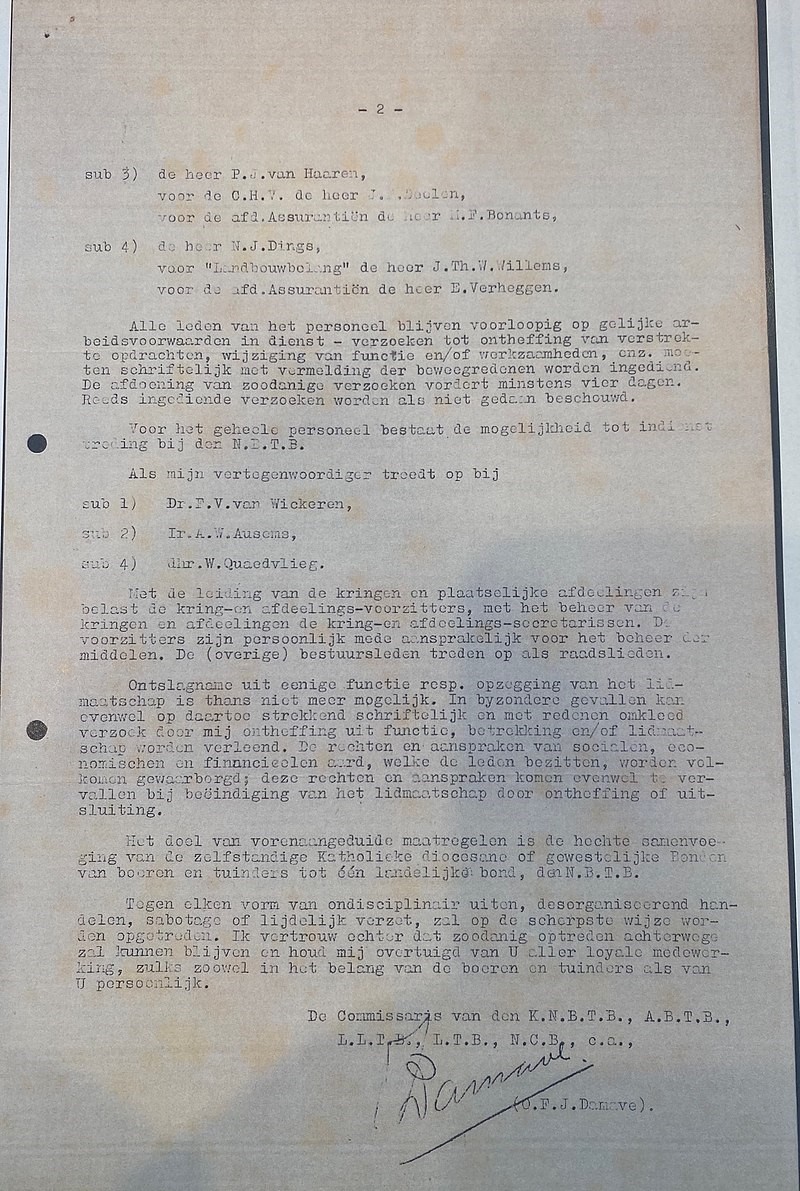 - 2 -
sub 3) de heer P.J.van Haaren,
voor de C.H.V. de heer
voor de afd.Assurantiën de heer H.F.Bonants,
sub 4) de heer N.J.Dings,
voor "Landbouwbelang" de heer J.Th.W.Willems,
voor de afd.Assurantiën de heer E.Verheggen.
Alle leden van het personeel blijven voorloopig op gelijke ar-
beidsvoorwaarden in dienst - verzoeken tot ontheffing van verstrek-
te opdrachten, wijziging van functie en/of werkzaamheden, enz. moe-
ten schriftelijk met vermelding der beweegredenen worden ingediend.
De afdoening van zoodanige verzoeken vordert minstens vier dagen.
Reeds ingediende verzoeken worden als niet gedaan beschouwd.
Voor het geheele personeel bestaat de mogelijkheid tot
treding bij den N.B.T.B.
Als mijn vertegenwoordiger treedt op bij
sub 1) Dr.F.V.van Wickeren,
sub 2) Ir.A.W.Ausems,
sub 4) dhr.W.Quaedvlieg.
Met de leiding van de kringen en plaatselijke afdeelingen zijn
belast de kring-en afdeelings-voorzitters, met het beheer van de
kringen en afdeelingen de kring-en afdeelings-secretarissen. De
voorzitters zijn persoonlijk mede aansprakelijk voor het beheer der
middelen. De (overige) bestuursleden treden op als raadslieden.
Ontslagname uit eenige functie resp. opzegging van het lid-
maatschap is thans niet meer mogelijk. In byzondere gevallen kan
evenwel op daartoe strekkend schriftelijk en met redenen omkleed
verzoek door mij ontheffing uit functie, betrekking en/of lidmaat-
schap worden verleend. De rechten en aanspraken van socialen, eco-
nomischen en financieelen aard, welke de leden bezitten, worden vol-
komen gewaarborgd; deze rechten en aanspraken komen evenwel te ver-
vallen bij beëindiging van het lidmaatschap door ontheffing of uit-
sluiting.
Het doel van vorenaangeduide maatregelen is de hechte samenvoe-
ging van de zelfstandige Katholieke diocesane of gewestelijke Bonden
van boeren en tuinders tot één landelijke bond, den N.B.T.B.
Tegen elken vorm van ondisciplinair uiten, desorganiseerend han-
delen, sabotage of lijdelijk verzet, zal op de scherpste wijze wor-
den opgetreden. Ik vertrouw echter dat zoodanig optreden achterwege
zal kunnen blijven en houd mij overtuigd van U aller loyale medewer-
king, zulks zoowel in het belang van de boeren en tuinders als van
U persoonlijk.
De Commissaris van den K.N.B.T.B., A.B.T.B.,
L.L.T.B., L.T.B., N.C.B., c.a.,
Damave.
(O.F.J.Damave).